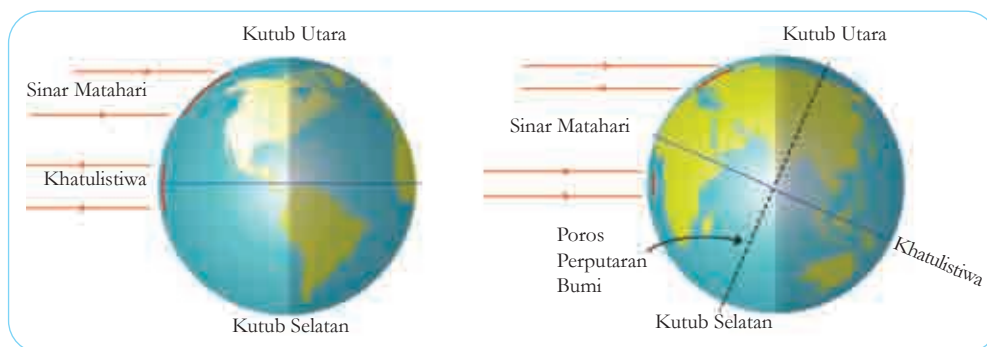 Kutub Utara
Sinar Matahari
Khatulistiwa
Kutub Selatan
Kutub Utara
Sinar Matahari
Poros
Perputaran
Bumi
Khatulistiwa
Kutub Selatan